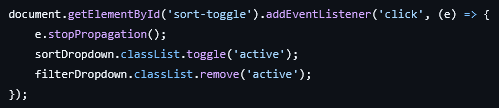 document.getElementById('sort-toggle').addEventListener('click', (e) => {
    e.stopPropagation();
    sortDropdown.classList.toggle('active');
    filterDropdown.classList.remove('active');
});